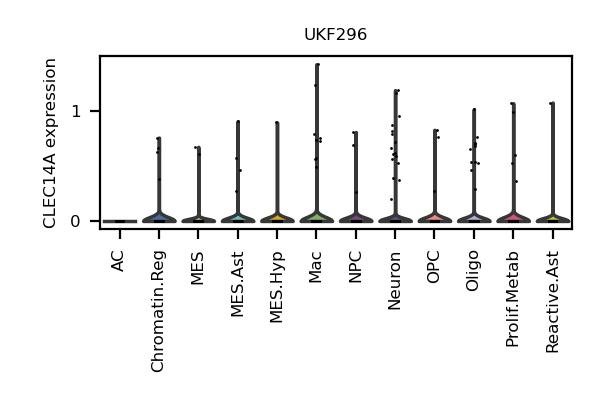 UKF296
CLEC14A expression
1
0
AC
Chromatin.Reg
MES
MES.Ast
MES.Hyp
Mac
NPC
Neuron
OPC
Oligo
Prolif.Metab
Reactive.Ast